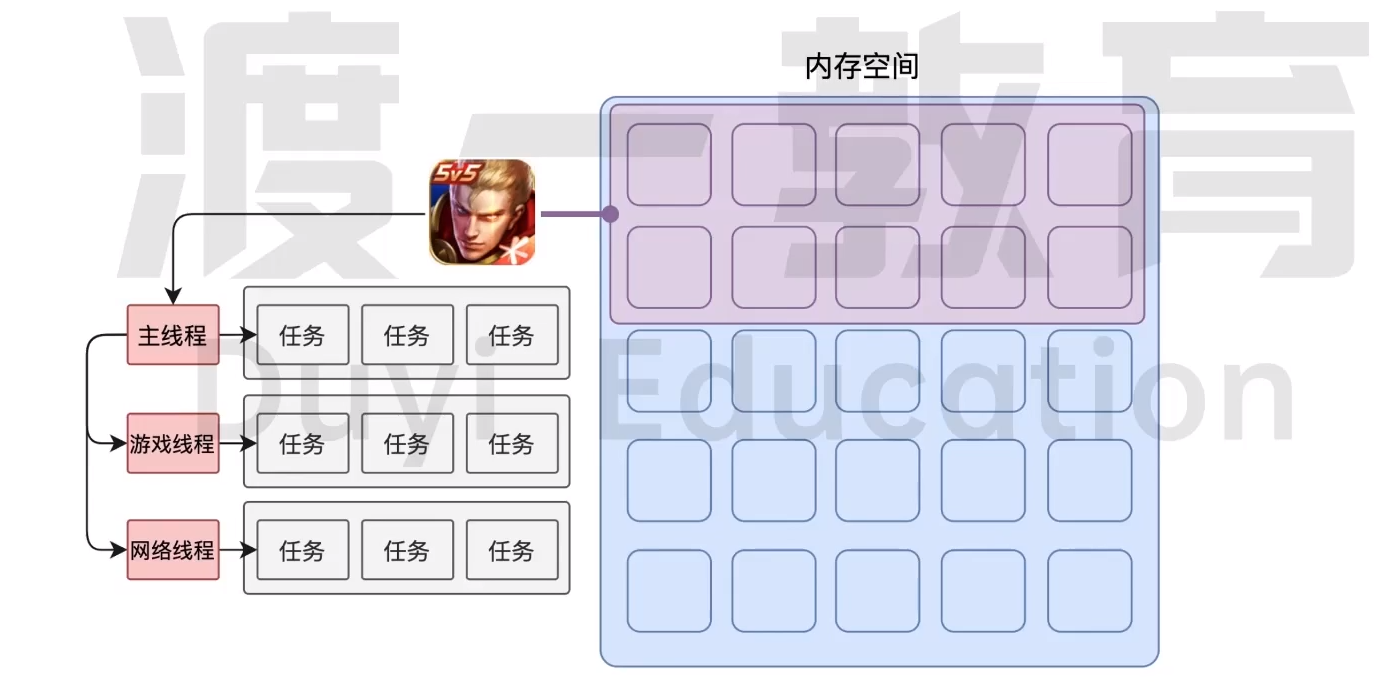 渡一教育
内存空间
5v5
主线程
任务
任务
任务
Duyi Education
游戏线程
任务
任务
任务
网络线程
任务
任务
任务